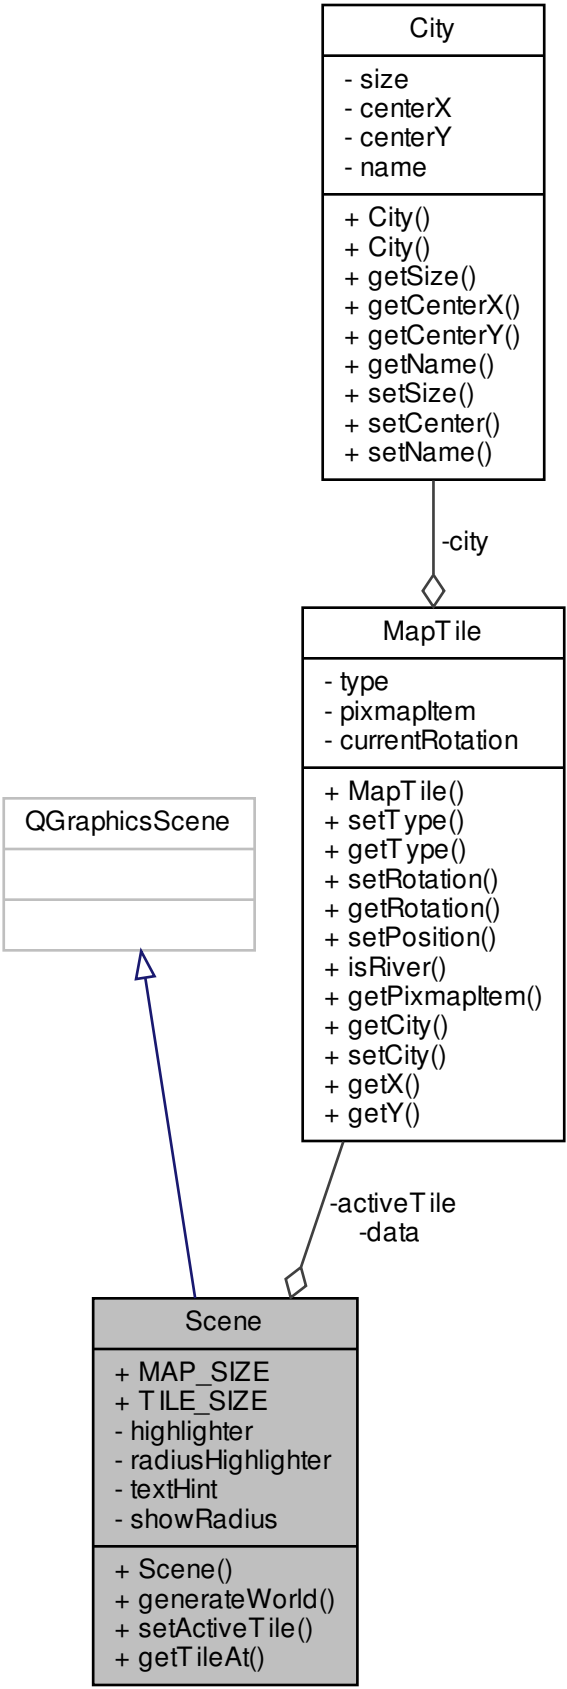 City
- size
- centerX
- centerY
- name
+ City()
+ City()
+ getSize()
+ getCenterX()
+ getCenterY()
+ getName()
+ setSize()
+ setCenter()
+ setName()
-city
MapTile
- type
- pixmapItem
- currentRotation
+ MapTile()
+ setType()
+ getType()
+ setRotation()
+ getRotation()
+ setPosition()
+ isRiver()
+ getPixmapItem()
+ getCity()
+ setCity()
+ getX()
+ getY()
QGraphicsScene
-activeTile
-data
Scene
+ MAP_SIZE
+ TILE_SIZE
- highlighter
- radiusHighlighter
- textHint
- showRadius
+ Scene()
+ generateWorld()
+ setActiveTile()
+ getTileAt()